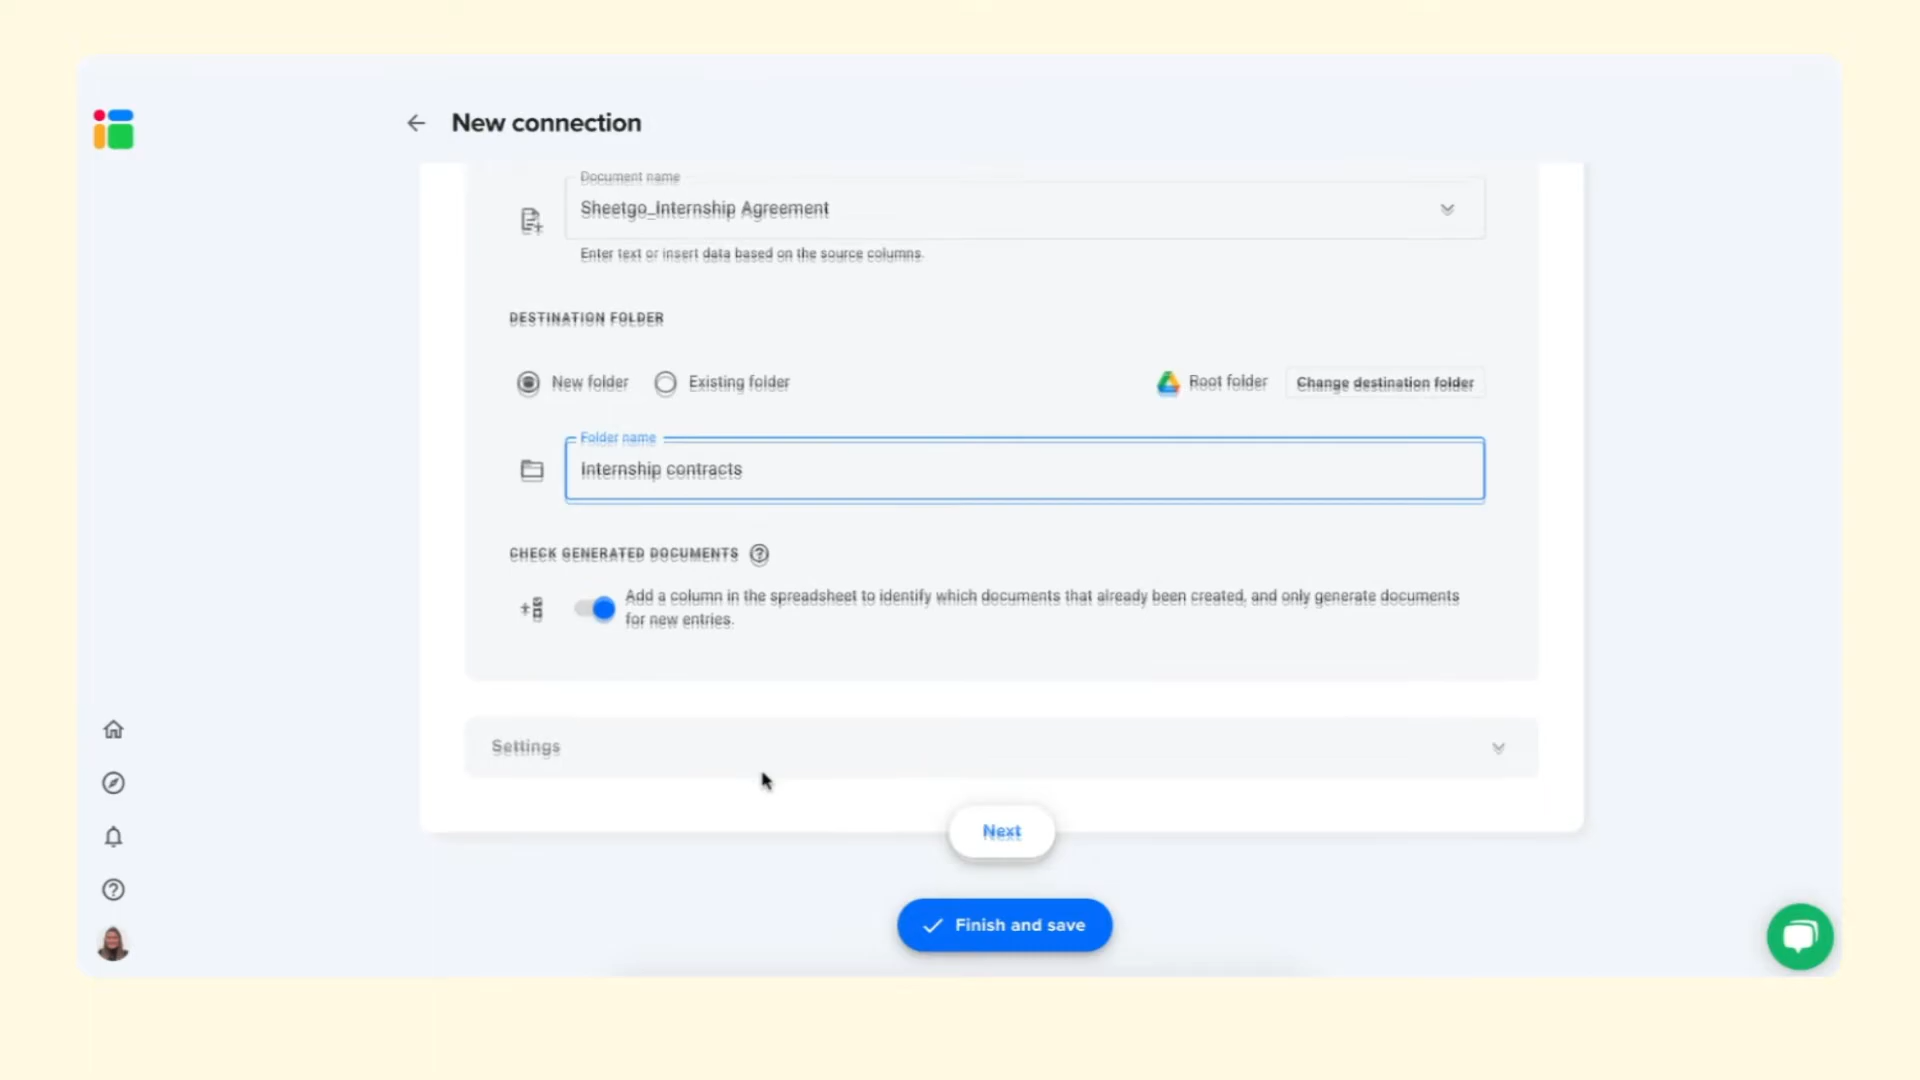 New connection
Document name
Sheetgo_Internship Agreement
Enter text or insert data based on the source columns.
DESTINATION FOLDER
New folder
Existing folder
Root folder
Change destination folder
Folder name
Internship contracts
CHECK GENERATED DOCUMENTS
Add a column in the spreadsheet to identify which documents that already been created, and only generate documents
for new entries.
Settings
Next
Finish and save